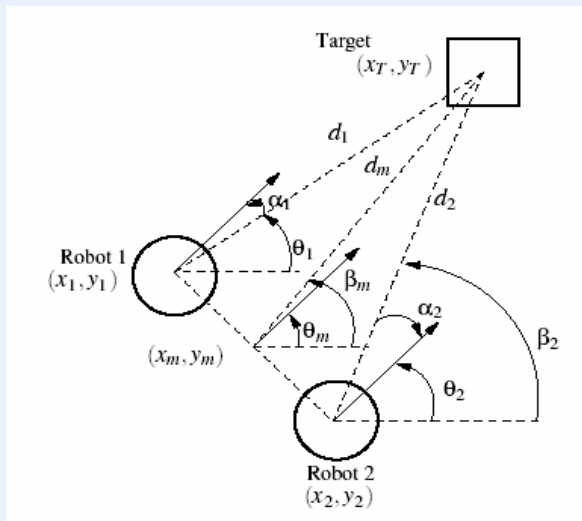 Target
(x_T, y_T)
d_1
d_m
d_2
α_1
Robot 1
(x_1, y_1)
θ_1
β_m
α_2
θ_m
(x_m, y_m)
β_2
θ_2
Robot 2
(x_2, y_2)